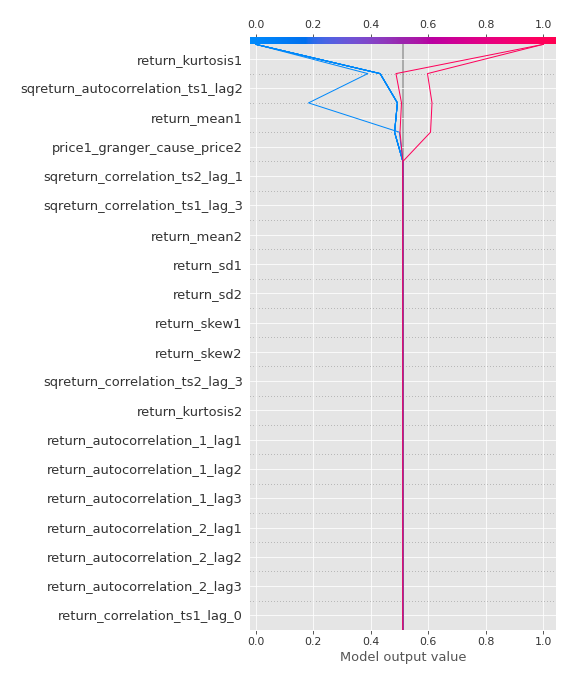 0.0 0.2 0.4 0.6 0.8 1.0
return_kurtosis1
sqreturn_autocorrelation_ts1_lag2
return_mean1
price1_granger_cause_price2
sqreturn_correlation_ts2_lag_1
sqreturn_correlation_ts1_lag_3
return_mean2
return_sd1
return_sd2
return_skew1
return_skew2
sqreturn_correlation_ts2_lag_3
return_kurtosis2
return_autocorrelation_1_lag1
return_autocorrelation_1_lag2
return_autocorrelation_1_lag3
return_autocorrelation_2_lag1
return_autocorrelation_2_lag2
return_autocorrelation_2_lag3
return_correlation_ts1_lag_0
0.0 0.2 0.4 0.6 0.8 1.0
Model output value